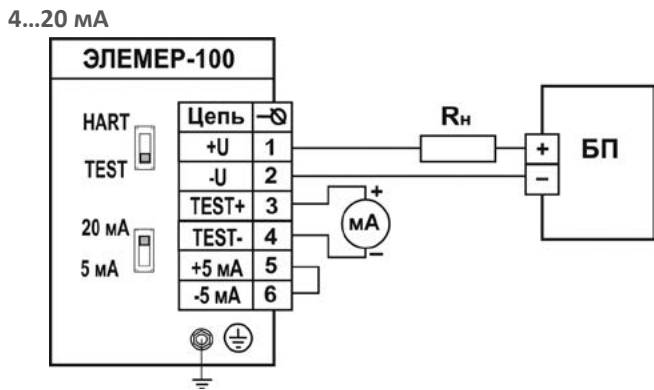 4...20 мА
ЭЛЕМЕР-100
HART
TEST
20 мА
5 мА
Цепь
+U 1
-U 2
TEST+ 3
TEST- 4
+5 мА 5
-5 мА 6
+
мА
−
Rн
+
−
БП